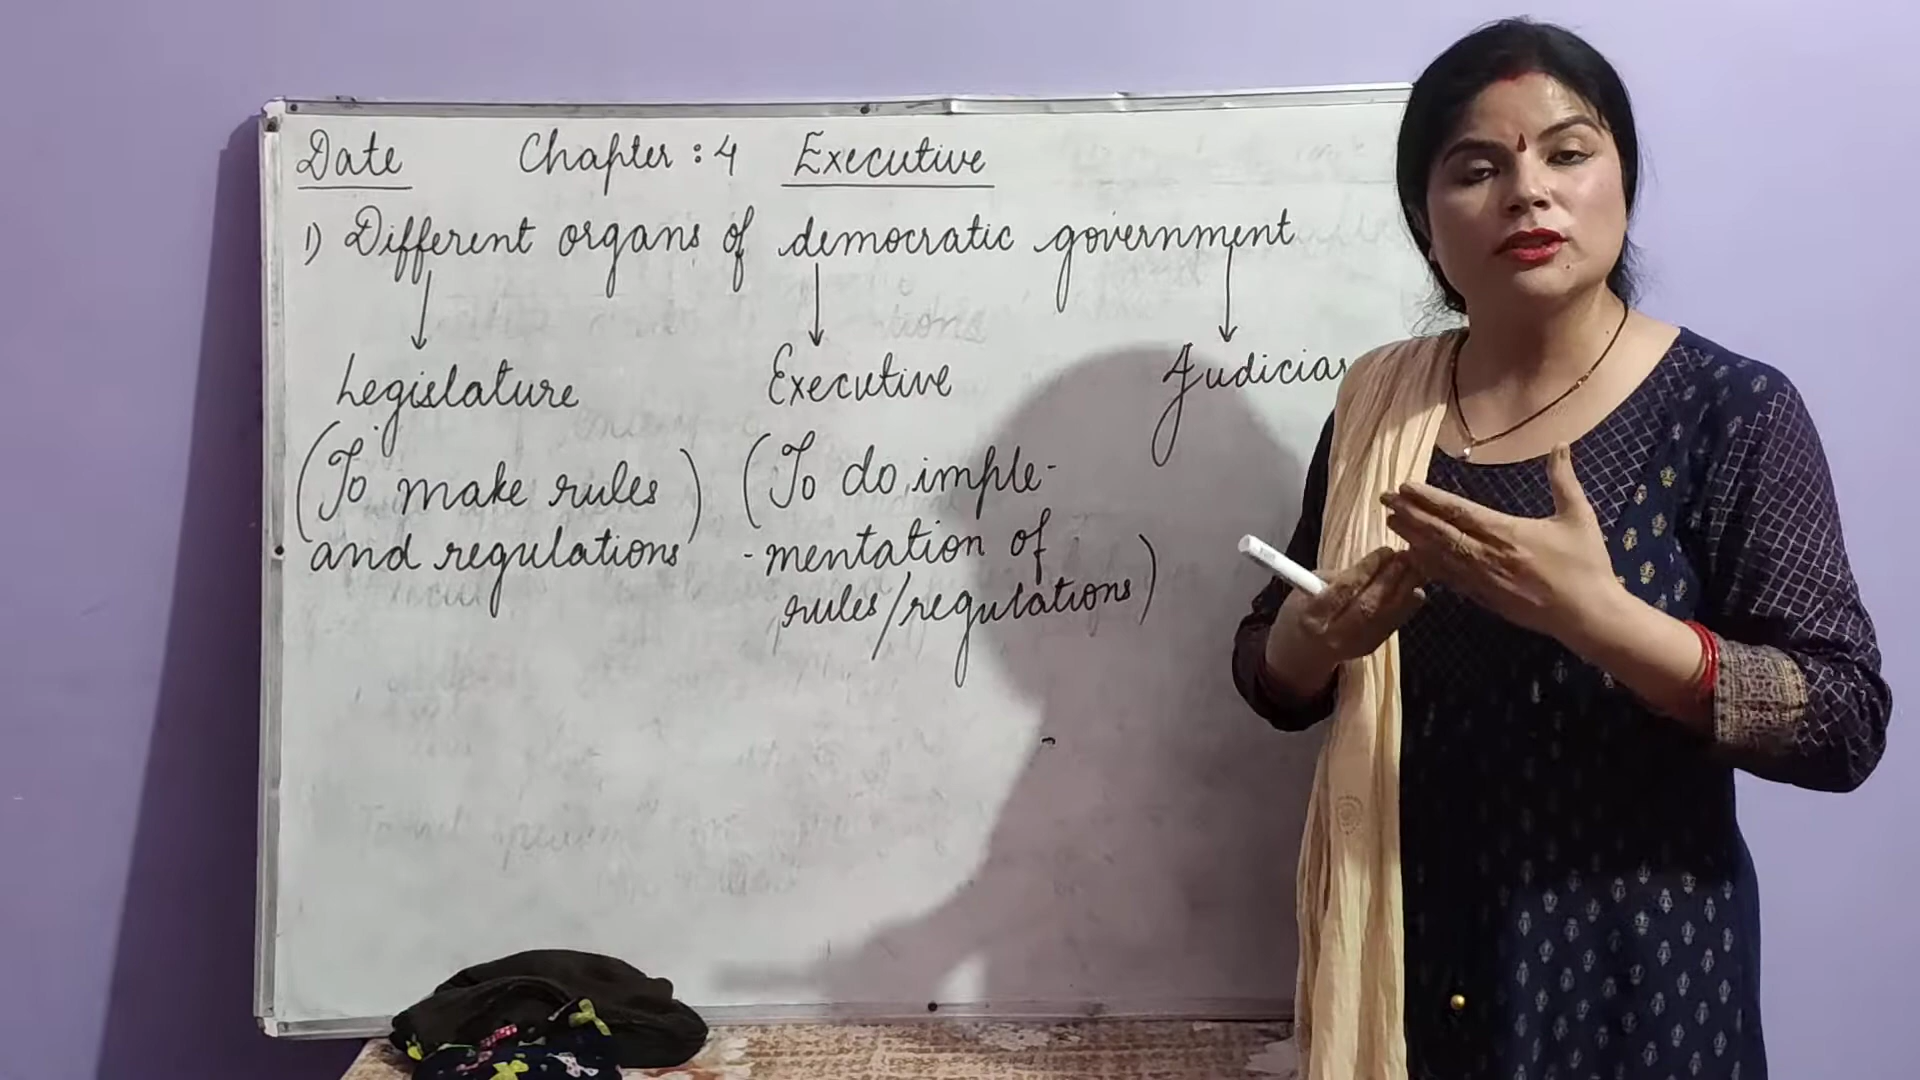 Date Chapter : 4 Executive
1) Different organs of democratic government
Legislature Executive Judiciar
(To make rules) (To do imple-
and regulations -mentation of
rules/regulations)